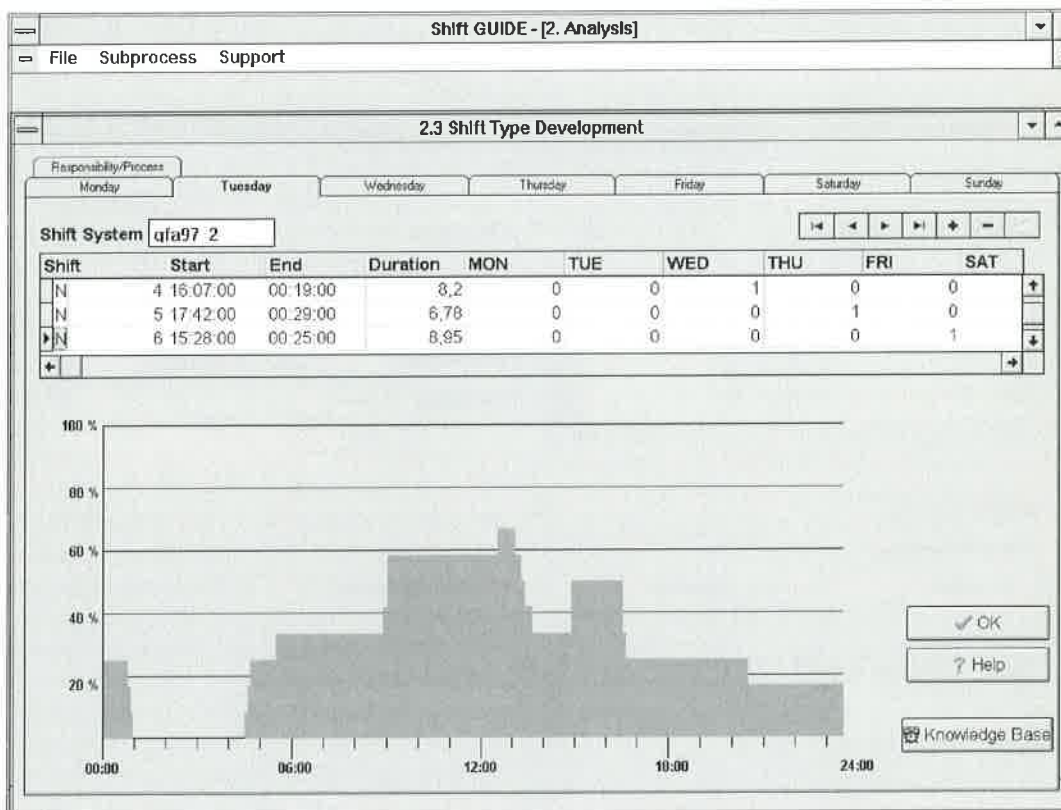 Shift GUIDE - [2. Analysis]
File Subprocess Support
2.3 Shift Type Development
Responsibility/Process
Monday Tuesday Wednesday Thursday Friday Saturday Sunday
Shift System qfa97_2
Shift Start End Duration MON TUE WED THU FRI SAT
N 4 16:07:00 00:19:00 8,2 0 0 1 0 0
N 5 17:42:00 00:29:00 6,78 0 0 0 1 0
N 6 15:28:00 00:25:00 8,95 0 0 0 0 1
100 %
80 %
60 %
40 %
20 %
OK
? Help
Knowledge Base
00:00 06:00 12:00 18:00 24:00